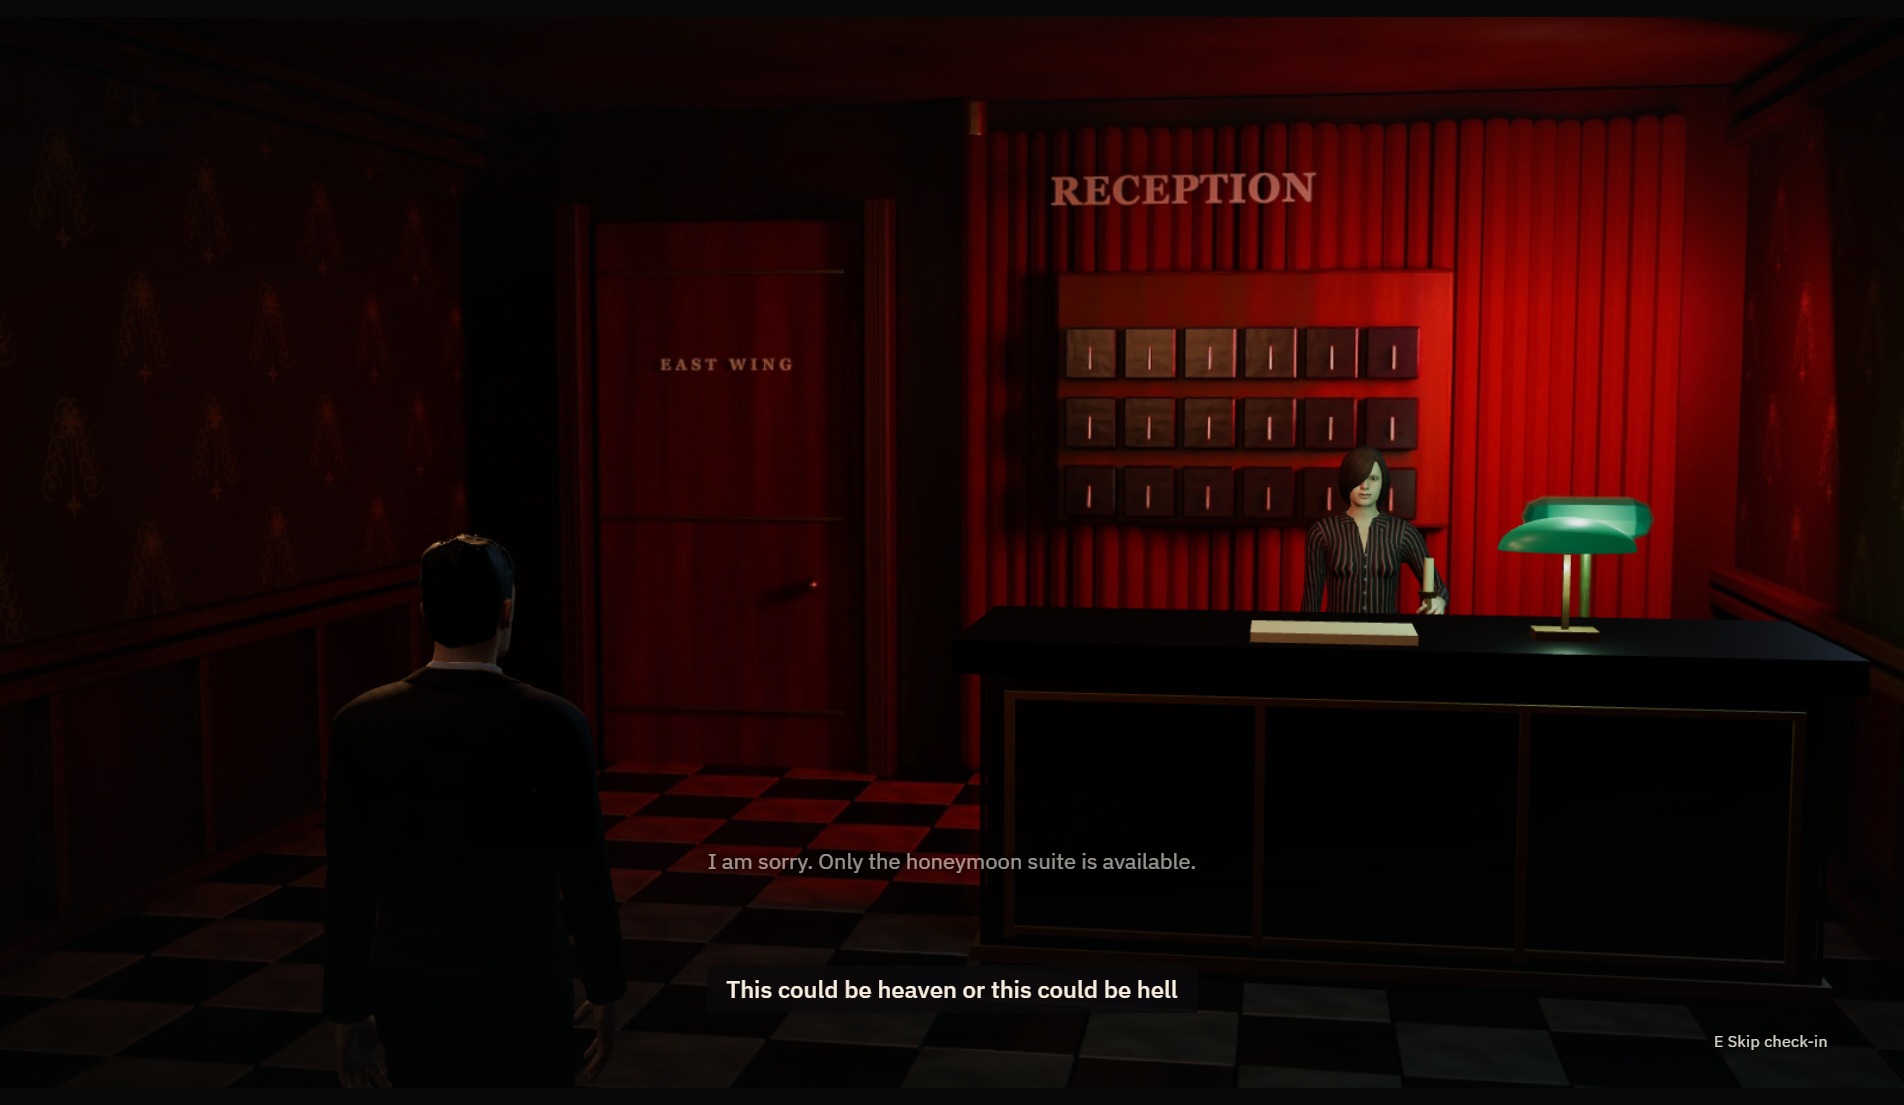 RECEPTION
EAST WING
I am sorry. Only the honeymoon suite is available.
This could be heaven or this could be hell
E Skip check-in